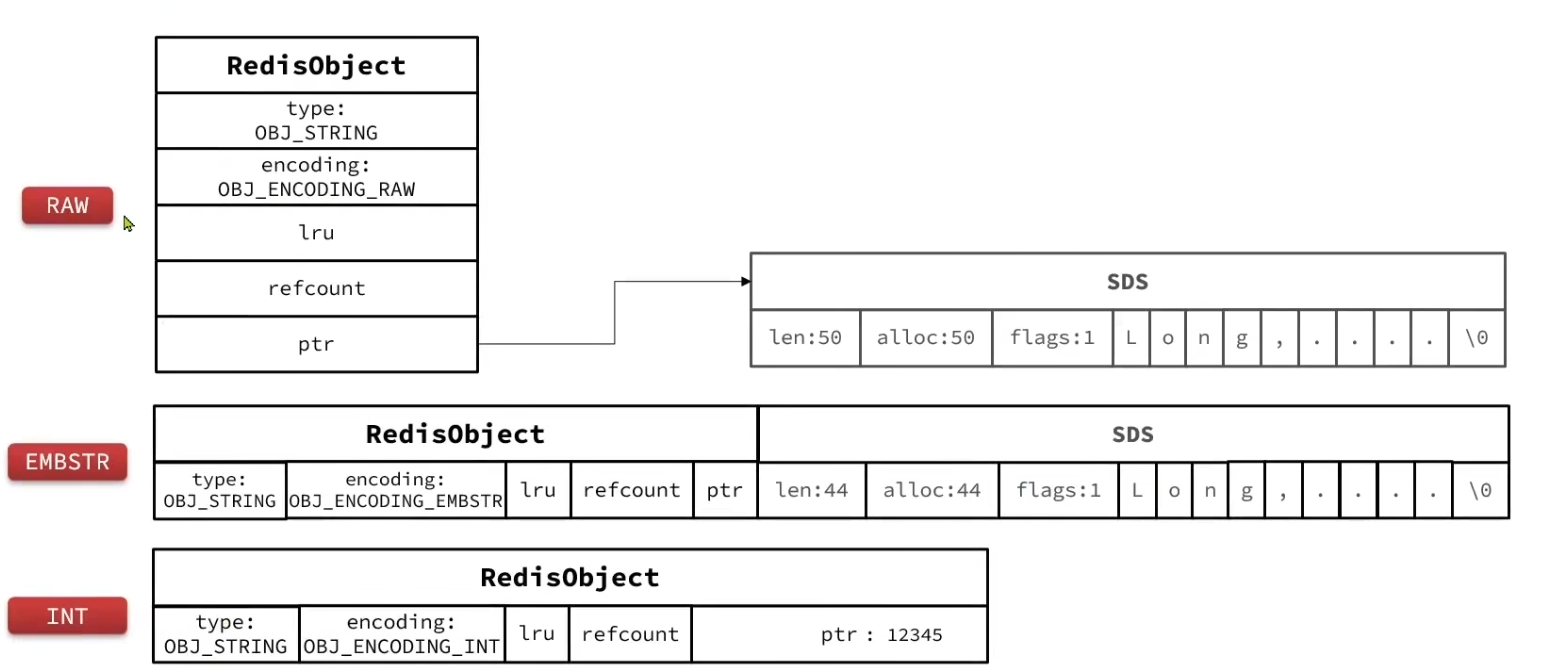 RedisObject
type:
OBJ_STRING
encoding:
OBJ_ENCODING_RAW
RAW
lru
refcount
ptr
SDS
len:50 alloc:50 flags:1 L o n g , . . . . \0
RedisObject SDS
EMBSTR
type:
OBJ_STRING
encoding:
OBJ_ENCODING_EMBSTR
lru refcount ptr len:44 alloc:44 flags:1 L o n g , . . . . \0
RedisObject
INT
type:
OBJ_STRING
encoding:
OBJ_ENCODING_INT
lru refcount ptr : 12345